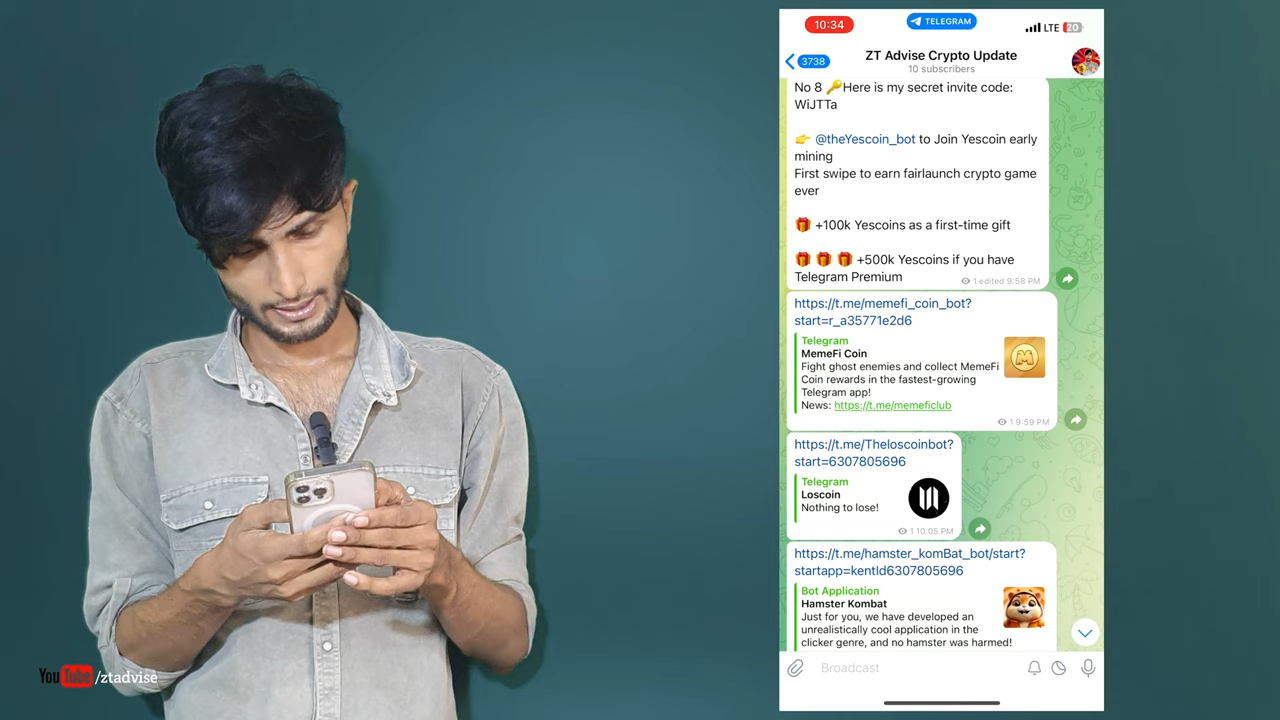 10:34
TELEGRAM
LTE
20
3738
ZT Advise Crypto Update
10 subscribers
No 8 🔑Here is my secret invite code:
WiJTTa
👉 @theYescoin_bot to Join Yescoin early
mining
First swipe to earn fairlaunch crypto game
ever
🎁 +100k Yescoins as a first-time gift
🎁 🎁 🎁 +500k Yescoins if you have
Telegram Premium
1 edited 9:58 PM
https://t.me/memefi_coin_bot?
start=r_a35771e2d6
Telegram
MemeFi Coin
Fight ghost enemies and collect MemeFi
Coin rewards in the fastest-growing
Telegram app!
News: https://t.me/memeficlub
1 9:59 PM
https://t.me/Theloscoinbot?
start=6307805696
Telegram
Loscoin
Nothing to lose!
1 10:05 PM
https://t.me/hamster_komBat_bot/start?
startapp=kentId6307805696
Bot Application
Hamster Kombat
Just for you, we have developed an
unrealistically cool application in the
clicker genre, and no hamster was harmed!
Broadcast
YouTube/ztadvise